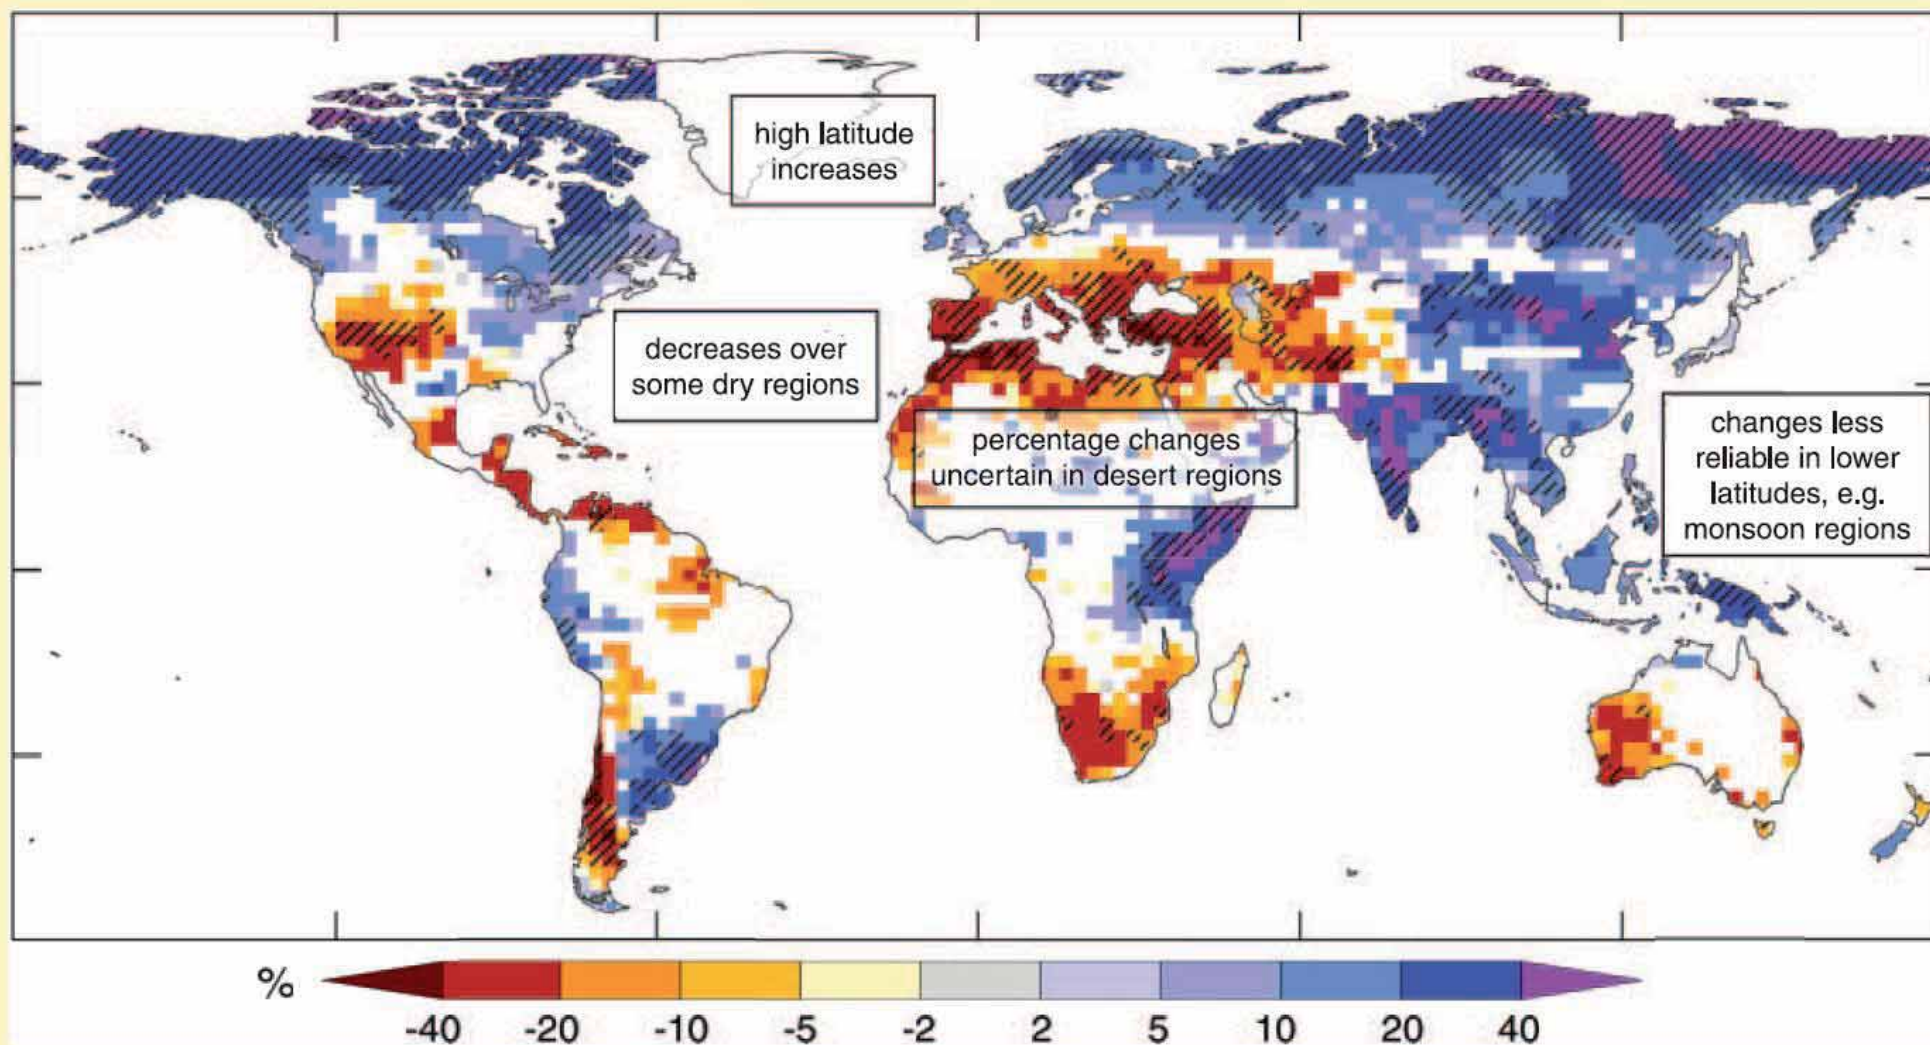 high latitude
increases
decreases over
some dry regions
percentage changes
uncertain in desert regions
changes less
reliable in lower
latitudes, e.g.
monsoon regions
%
-40 -20 -10 -5 -2 2 5 10 20 40